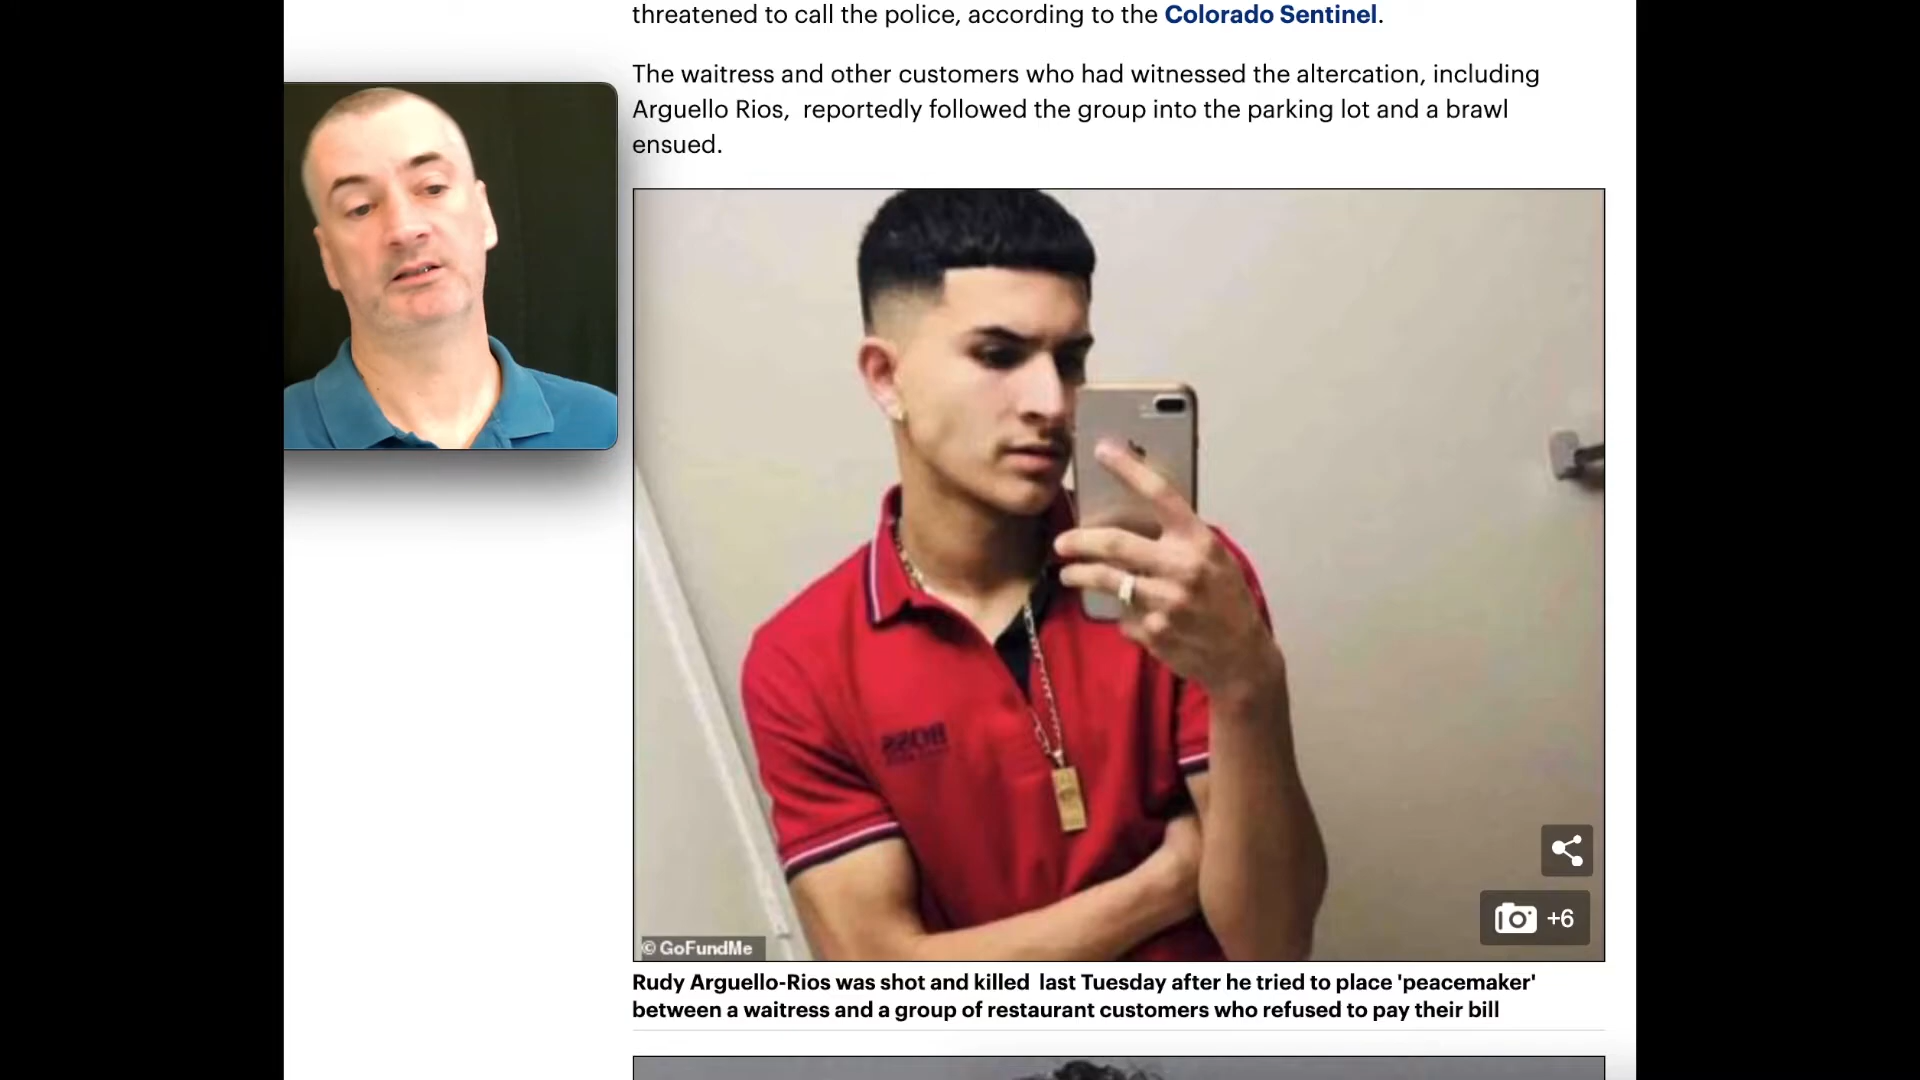 threatened to call the police, according to the Colorado Sentinel.
The waitress and other customers who had witnessed the altercation, including
Arguello Rios,  reportedly followed the group into the parking lot and a brawl
ensued.
BOSS
+6
© GoFundMe
Rudy Arguello-Rios was shot and killed  last Tuesday after he tried to place 'peacemaker'
between a waitress and a group of restaurant customers who refused to pay their bill